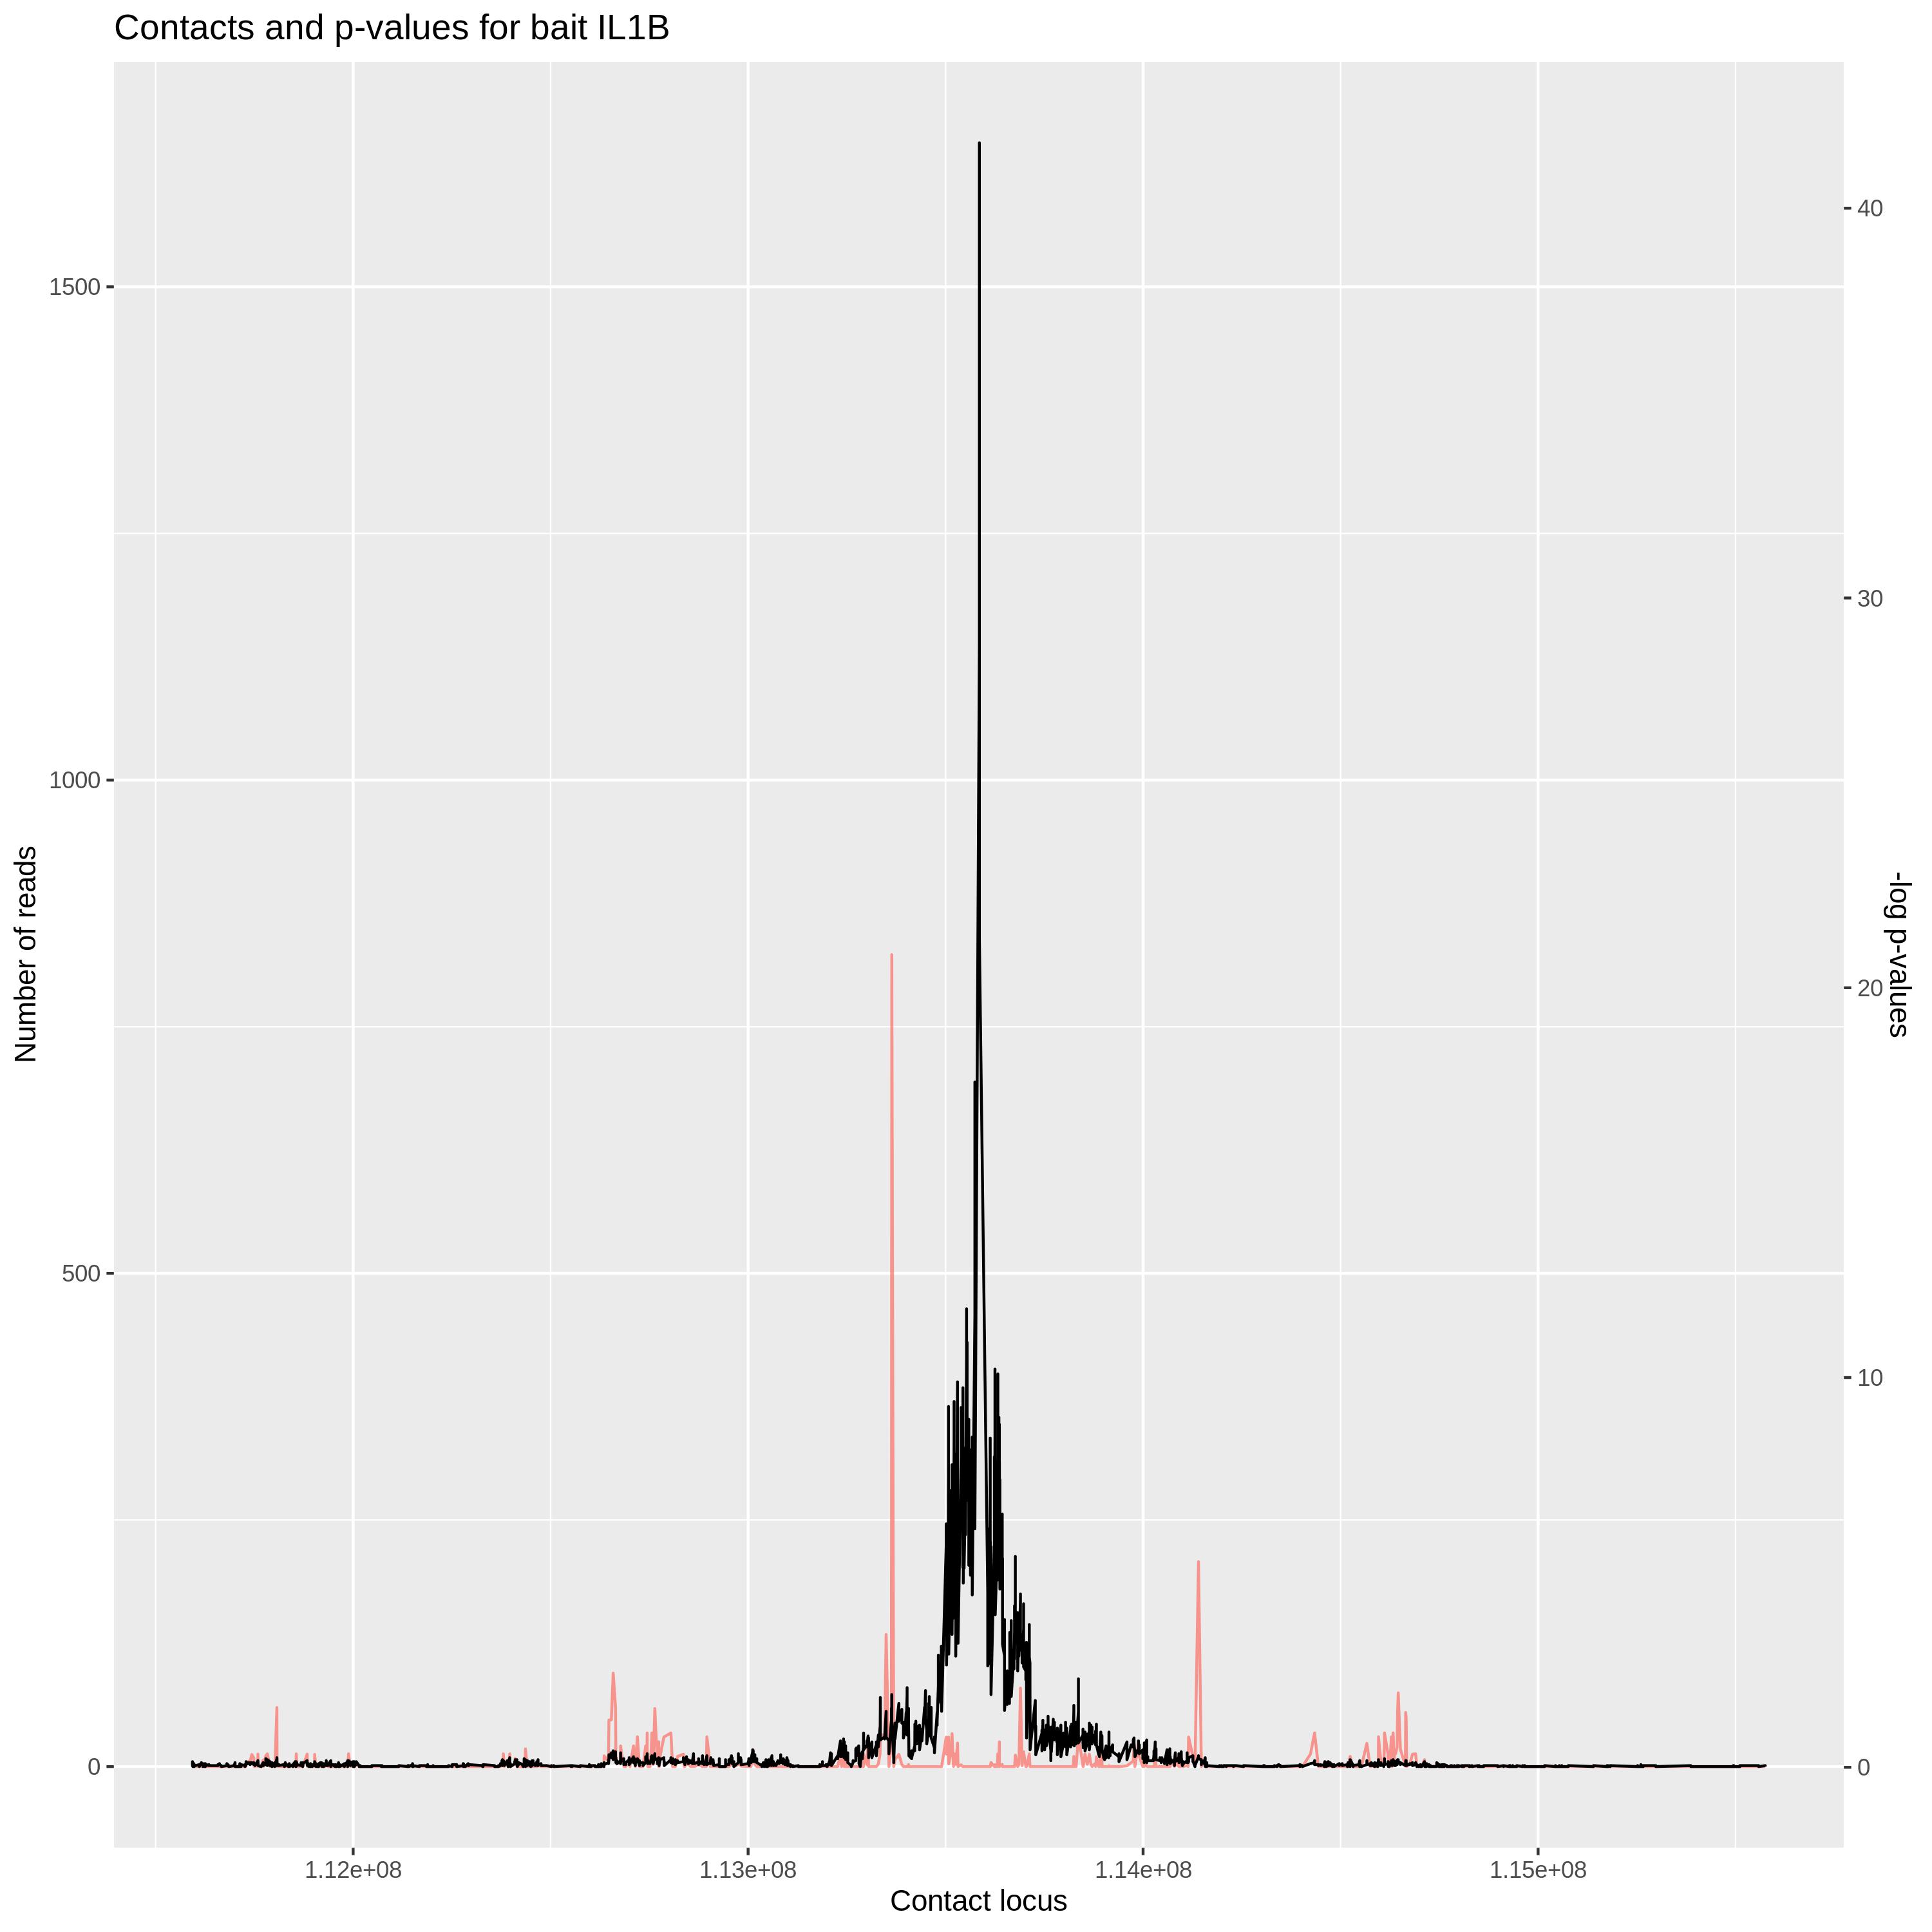 Contacts and p-values for bait IL1B
Number of reads
1500
1000
500
0
40
30
20
10
0
-log p-values
1.12e+08 1.13e+08 1.14e+08 1.15e+08
Contact locus